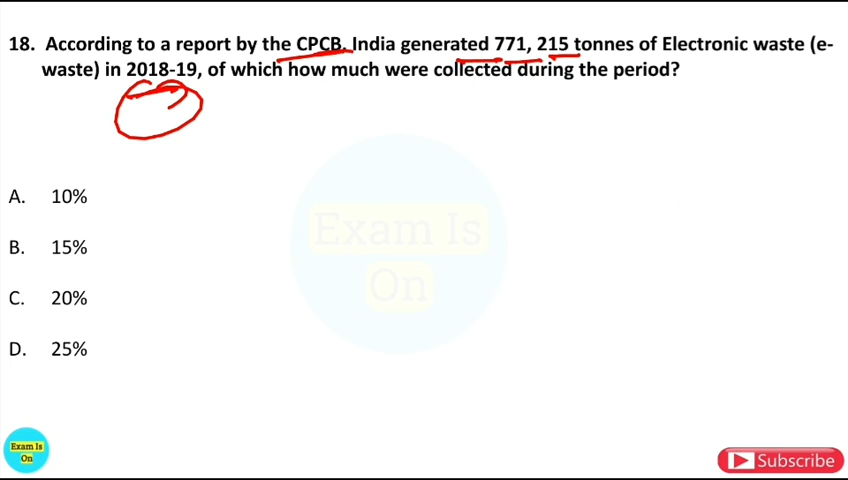 18. According to a report by the CPCB. India generated 771, 215 tonnes of Electronic waste (e-
waste) in 2018-19, of which how much were collected during the period?
Exam Is
On
A. 10%
B. 15%
C. 20%
D. 25%
Exam Is
On
Subscribe